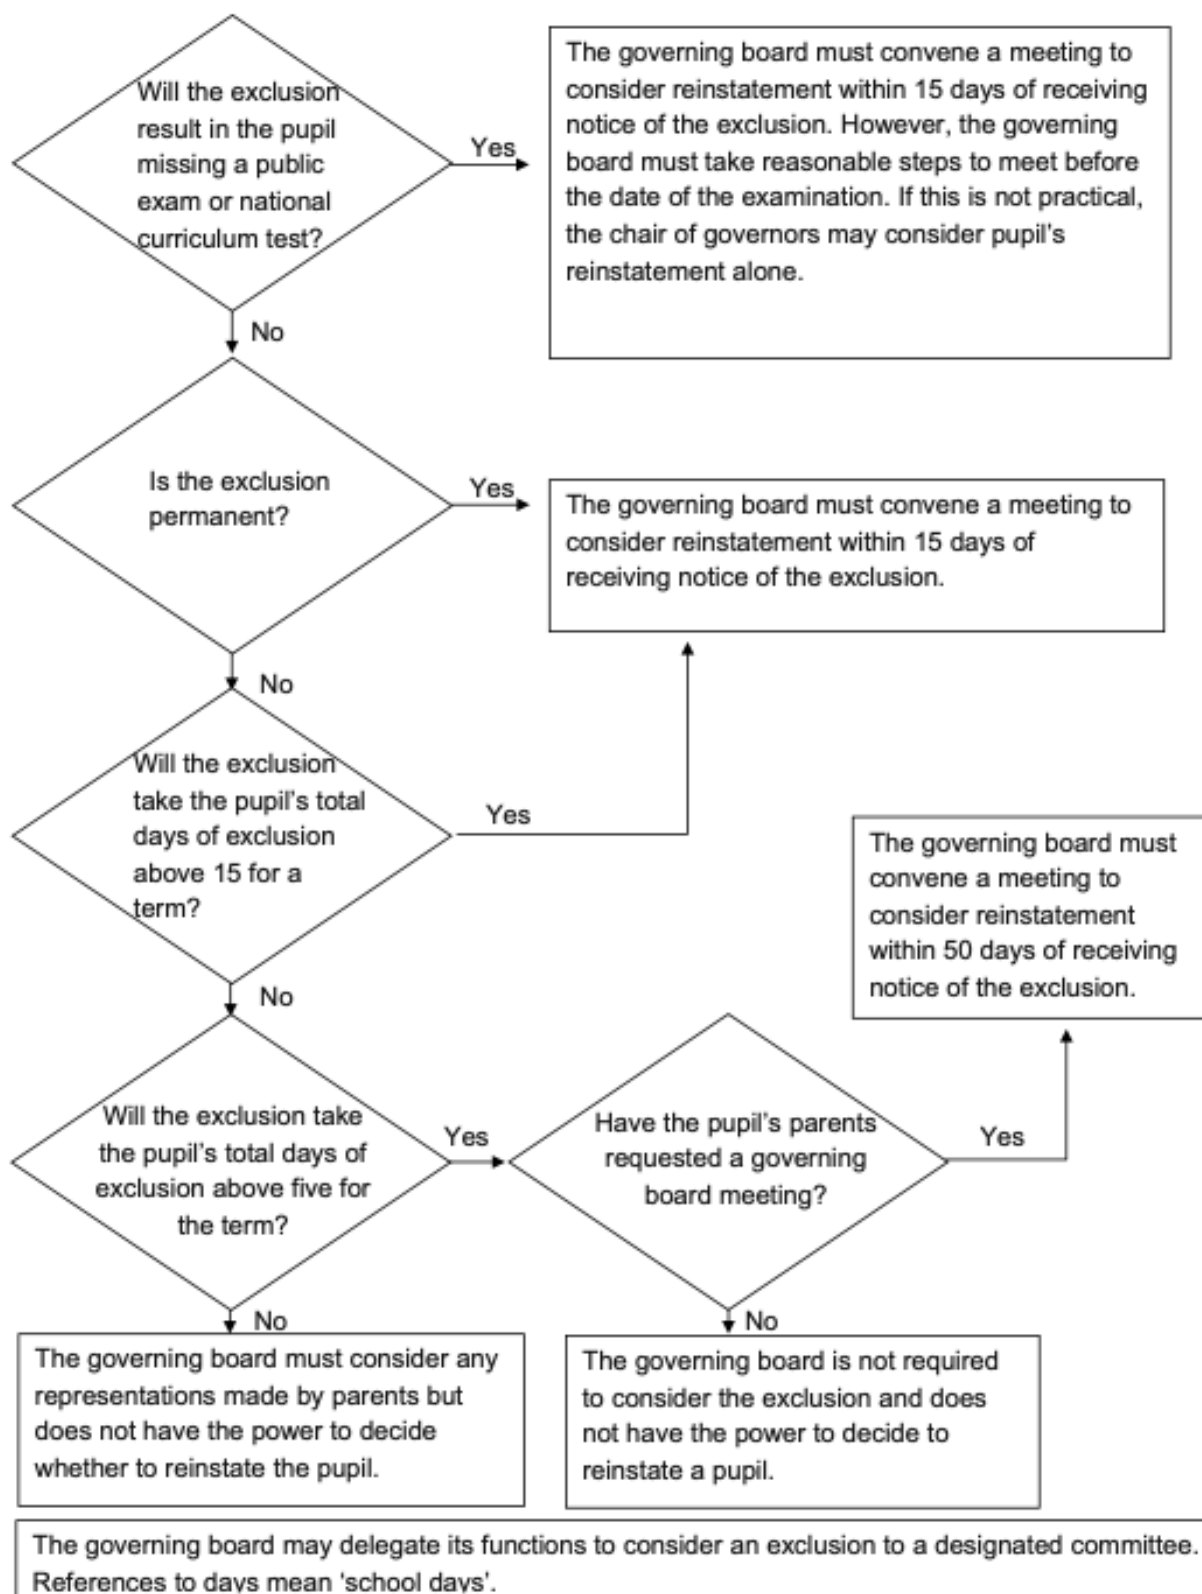 Will the exclusion
result in the pupil
missing a public
exam or national
curriculum test?
Yes
The governing board must convene a meeting to
consider reinstatement within 15 days of receiving
notice of the exclusion. However, the governing
board must take reasonable steps to meet before
the date of the examination. If this is not practical,
the chair of governors may consider pupil's
reinstatement alone.
No
Is the exclusion
permanent?
Yes
The governing board must convene a meeting to
consider reinstatement within 15 days of
receiving notice of the exclusion.
No
Will the exclusion
take the pupil's total
days of exclusion
above 15 for a
term?
Yes
The governing board must
convene a meeting to
consider reinstatement
within 50 days of receiving
notice of the exclusion.
No
Will the exclusion take
the pupil's total days of
exclusion above five for
the term?
Yes
Have the pupil's parents
requested a governing
board meeting?
Yes
No
The governing board must consider any
representations made by parents but
does not have the power to decide
whether to reinstate the pupil.
No
The governing board is not required
to consider the exclusion and does
not have the power to decide to
reinstate a pupil.
The governing board may delegate its functions to consider an exclusion to a designated committee.
References to days mean 'school days'.